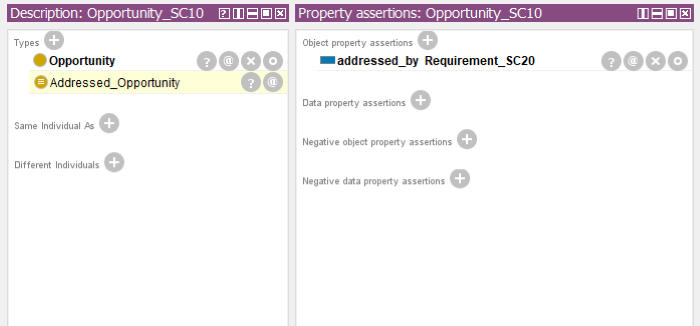 Description: Opportunity_SC10
Types
Opportunity
Addressed_Opportunity
Same Individual As
Different Individuals
Property assertions: Opportunity_SC10
Object property assertions
addressed_by Requirement_SC20
Data property assertions
Negative object property assertions
Negative data property assertions